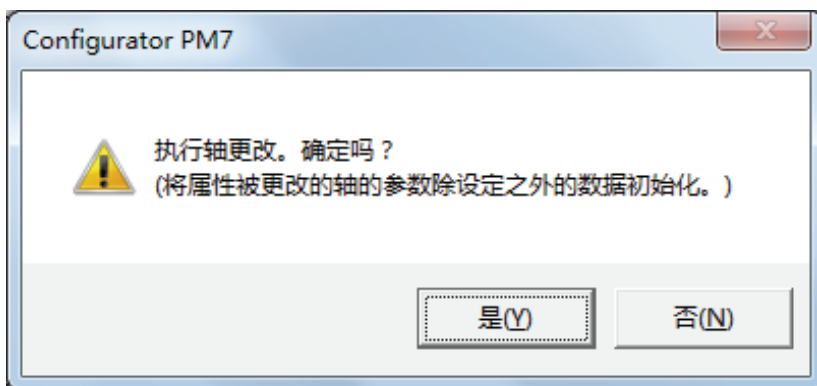 Configurator PM7
执行轴更改。确定吗？
(将属性被更改的轴的参数除设定之外的数据初始化。)
是(Y)
否(N)